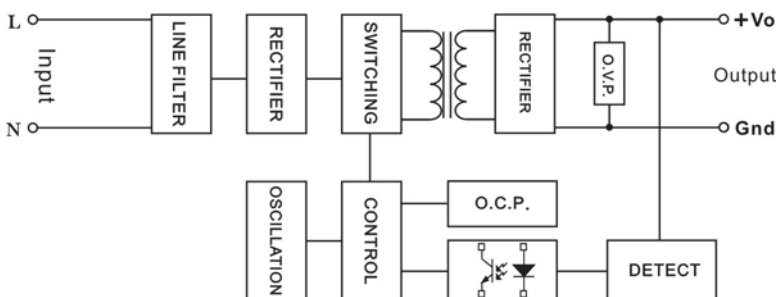 L
N
Input
LINE FILTER
RECTIFIER
SWITCHING
RECTIFIER
O.V.P.
+Vo
Output
Gnd
OSCILLATION
CONTROL
O.C.P.
DETECT